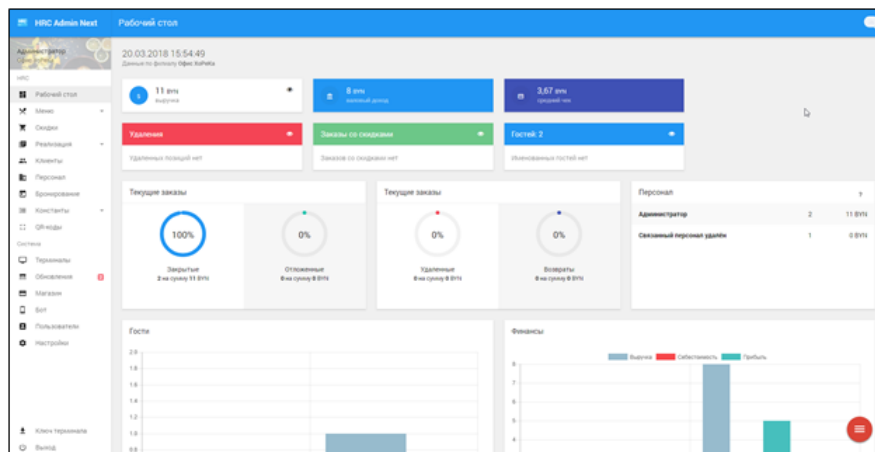 HRC Admin Next
Рабочий стол
Администратор
Офис ХоРеКа
20.03.2018 15:54:49
Данные по филиалу Офис ХоРеКа
HRC
Рабочий стол
Меню
Скидки
Реализация
Клиенты
Персонал
Бронирование
Константы
QR-коды
Система
Терминалы
Обновления
Магазин
Бот
Пользователи
Настройки
Ключ терминала
Выход
11 BYN
выручка
8 BYN
валовый доход
3,67 BYN
средний чек
Удаления
Удаленных позиций нет
Заказы со скидками
Заказов со скидками нет
Гостей: 2
Именованных гостей нет
Текущие заказы
100%
Закрытые
2 на сумму 11 BYN
0%
Отложенные
0 на сумму 0 BYN
Текущие заказы
0%
Удаленные
0 на сумму 0 BYN
0%
Возвраты
0 на сумму 0 BYN
Персонал ?
Администратор 2 11 BYN
Связанный персонал удалён 1 0 BYN
Гости
2.0
1.8
1.6
1.4
1.2
1.0
0.8
Финансы
Выручка Себестоимость Прибыль
8
7
6
5
4